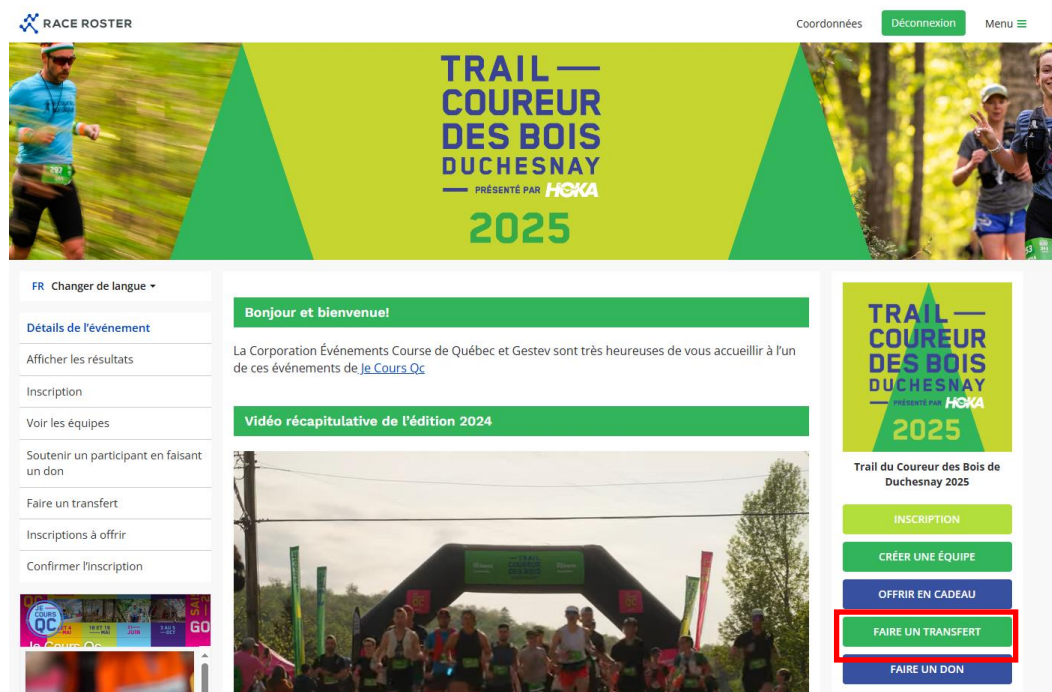 RACE ROSTER
Coordonnées
Déconnexion
Menu
TRAIL
COUREUR
DES BOIS
DUCHESNAY
PRÉSENTÉ PAR HOKA
2025
FR Changer de langue
Détails de l'événement
Afficher les résultats
Inscription
Voir les équipes
Soutenir un participant en faisant
un don
Faire un transfert
Inscriptions à offrir
Confirmer l'inscription
JE
COURS
QC
Je Cours Qc
Bonjour et bienvenue!
La Corporation Événements Course de Québec et Gestev sont très heureuses de vous accueillir à l'un
de ces événements de Je Cours Qc
Vidéo récapitulative de l'édition 2024
TRAIL
COUREUR
DES BOIS
DUCHESNAY
PRÉSENTÉ PAR HOKA
2025
Trail du Coureur des Bois de
Duchesnay 2025
INSCRIPTION
CRÉER UNE ÉQUIPE
OFFRIR EN CADEAU
FAIRE UN TRANSFERT
FAIRE UN DON